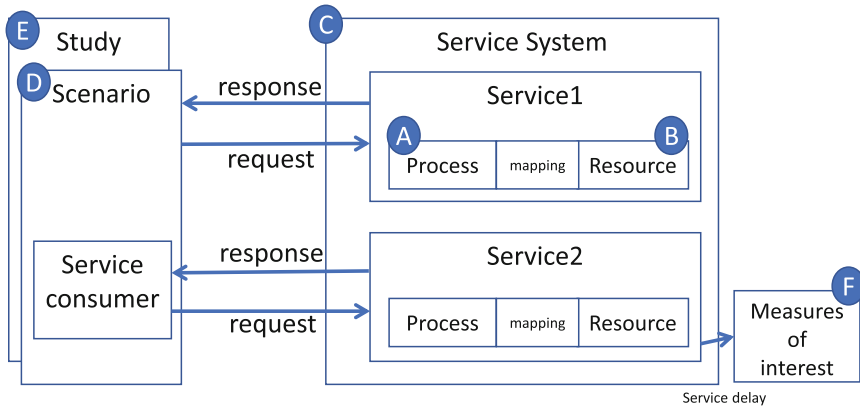 E
Study
D
Scenario
Service
consumer
response
request
response
request
C
Service System
Service1
A
B
Process
mapping
Resource
Service2
Process
mapping
Resource
F
Measures
of
interest
Service delay